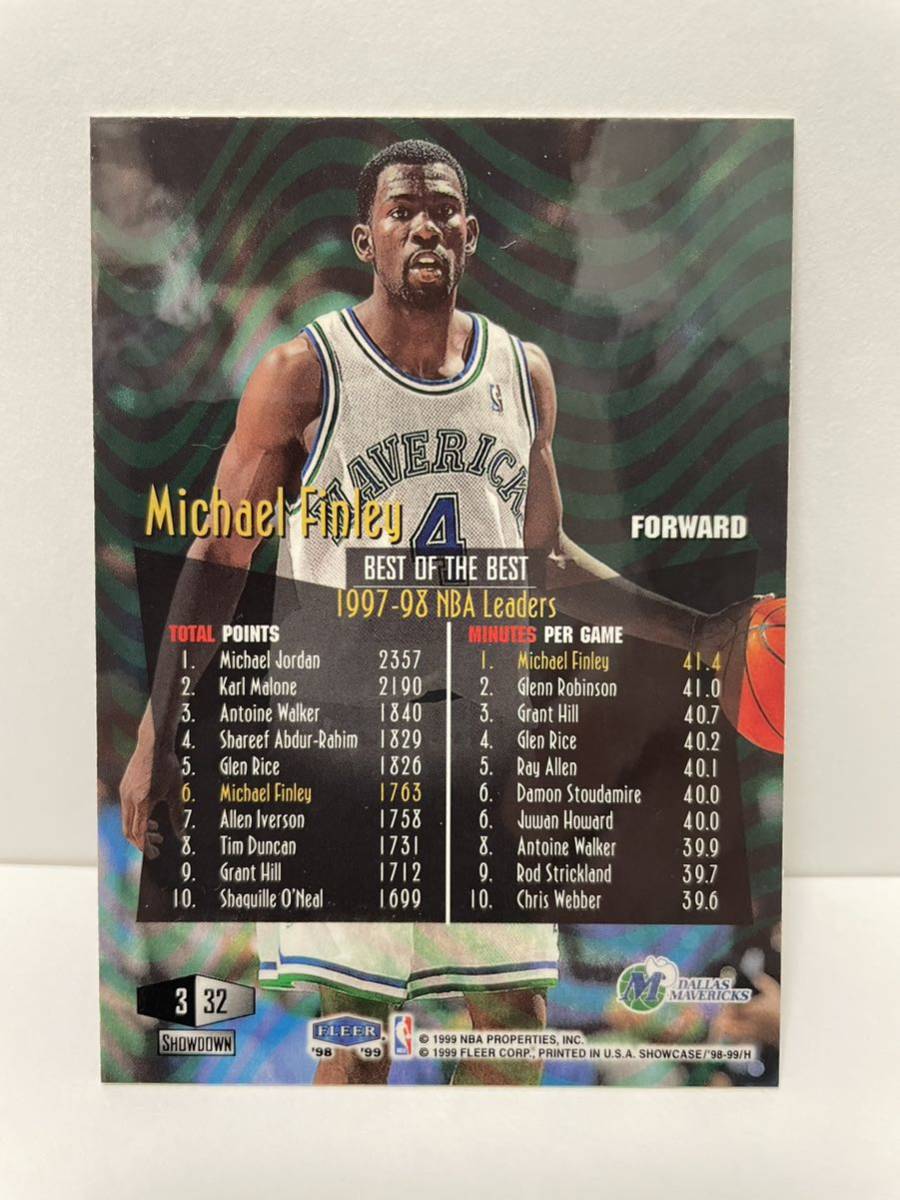 MAVERICKS
4
Michael Finley
FORWARD
BEST OF THE BEST
1997-98 NBA Leaders
TOTAL POINTS
1. Michael Jordan 2357
2. Karl Malone 2190
3. Antoine Walker 1840
4. Shareef Abdur-Rahim 1829
5. Glen Rice 1826
6. Michael Finley 1763
7. Allen Iverson 1758
8. Tim Duncan 1731
9. Grant Hill 1712
10. Shaquille O'Neal 1699
MINUTES PER GAME
1. Michael Finley 41.4
2. Glenn Robinson 41.0
3. Grant Hill 40.7
4. Glen Rice 40.2
5. Ray Allen 40.1
6. Damon Stoudamire 40.0
6. Juwan Howard 40.0
8. Antoine Walker 39.9
9. Rod Strickland 39.7
10. Chris Webber 39.6
3 32
SHOWDOWN
FLEER
'98 '99
© 1999 NBA PROPERTIES, INC.
© 1999 FLEER CORP., PRINTED IN U.S.A. SHOWCASE/'98-99/H
M
DALLAS
MAVERICKS